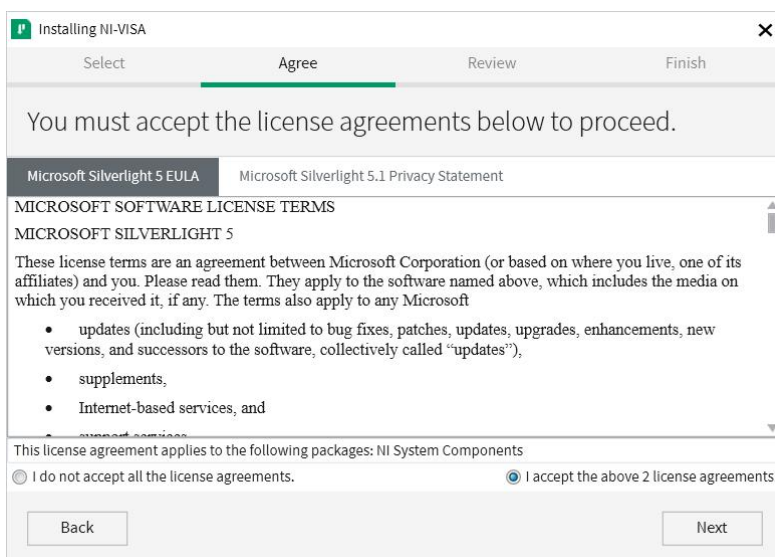 Installing NI-VISA
Select Agree Review Finish
You must accept the license agreements below to proceed.
Microsoft Silverlight 5 EULA Microsoft Silverlight 5.1 Privacy Statement
MICROSOFT SOFTWARE LICENSE TERMS
MICROSOFT SILVERLIGHT 5
These license terms are an agreement between Microsoft Corporation (or based on where you live, one of its
affiliates) and you. Please read them. They apply to the software named above, which includes the media on
which you received it, if any. The terms also apply to any Microsoft
• updates (including but not limited to bug fixes, patches, updates, upgrades, enhancements, new
versions, and successors to the software, collectively called “updates”),
• supplements,
• Internet-based services, and
• support services
This license agreement applies to the following packages: NI System Components
I do not accept all the license agreements. I accept the above 2 license agreements
Back Next